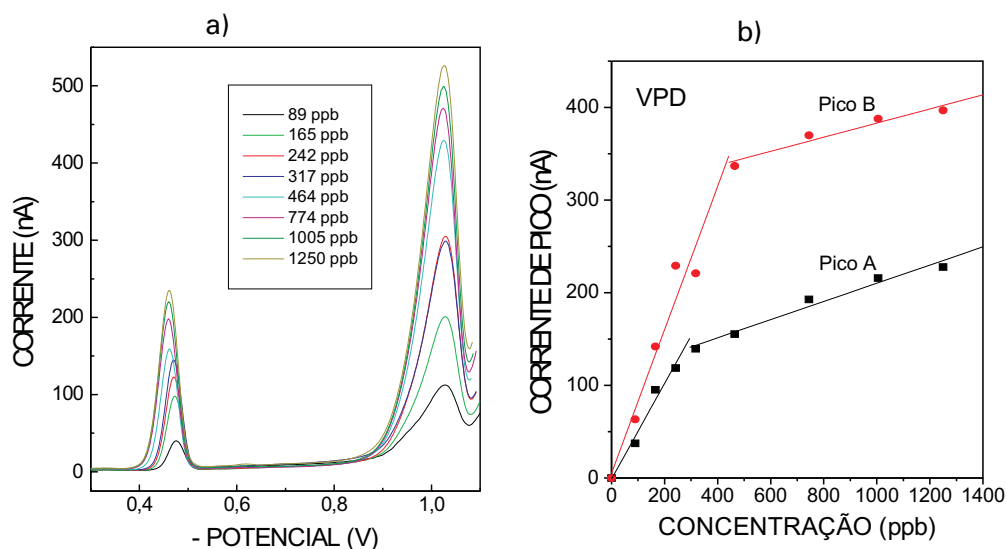 a)
CORRENTE (nA)
500
400
300
200
100
0
89 ppb
165 ppb
242 ppb
317 ppb
464 ppb
774 ppb
1005 ppb
1250 ppb
0,4
0,6
0,8
1,0
- POTENCIAL (V)
b)
CORRENTE DE PICO (nA)
400
300
200
100
0
VPD
Pico B
Pico A
0
200
400
600
800
1000
1200
1400
CONCENTRAÇÃO (ppb)